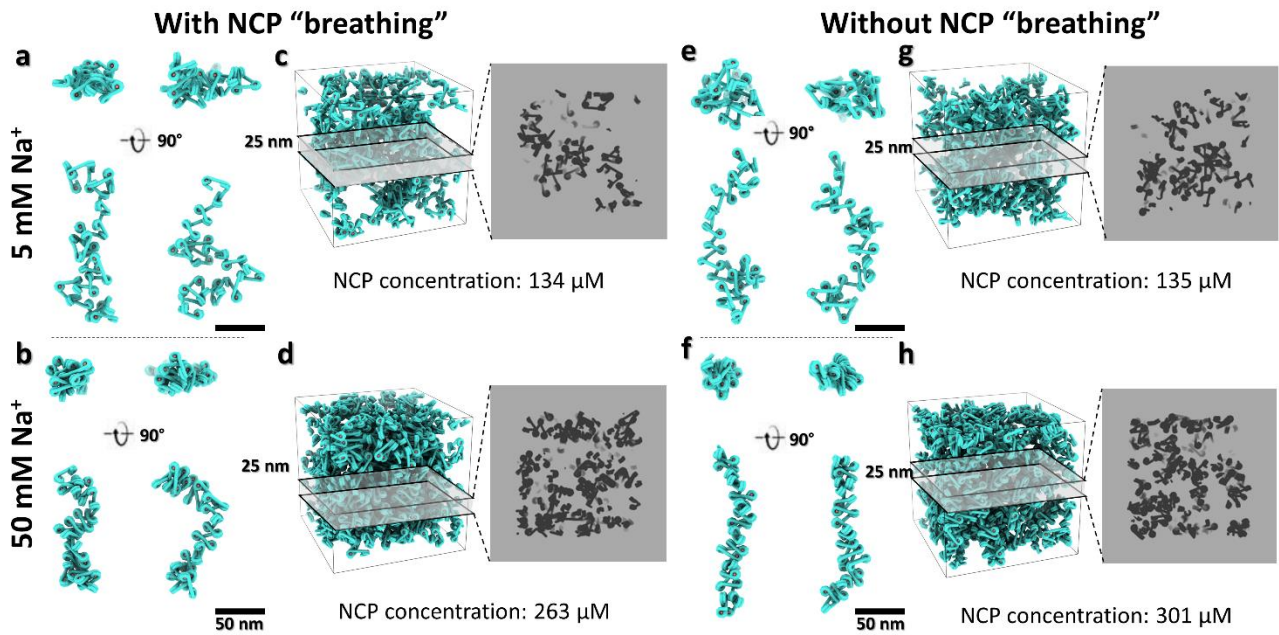 With NCP “breathing”
Without NCP “breathing”
5 mM Na⁺
a
90°
c
25 nm
NCP concentration: 134 µM
e
90°
g
25 nm
NCP concentration: 135 µM
50 mM Na⁺
b
90°
50 nm
d
25 nm
NCP concentration: 263 µM
f
90°
50 nm
h
25 nm
NCP concentration: 301 µM